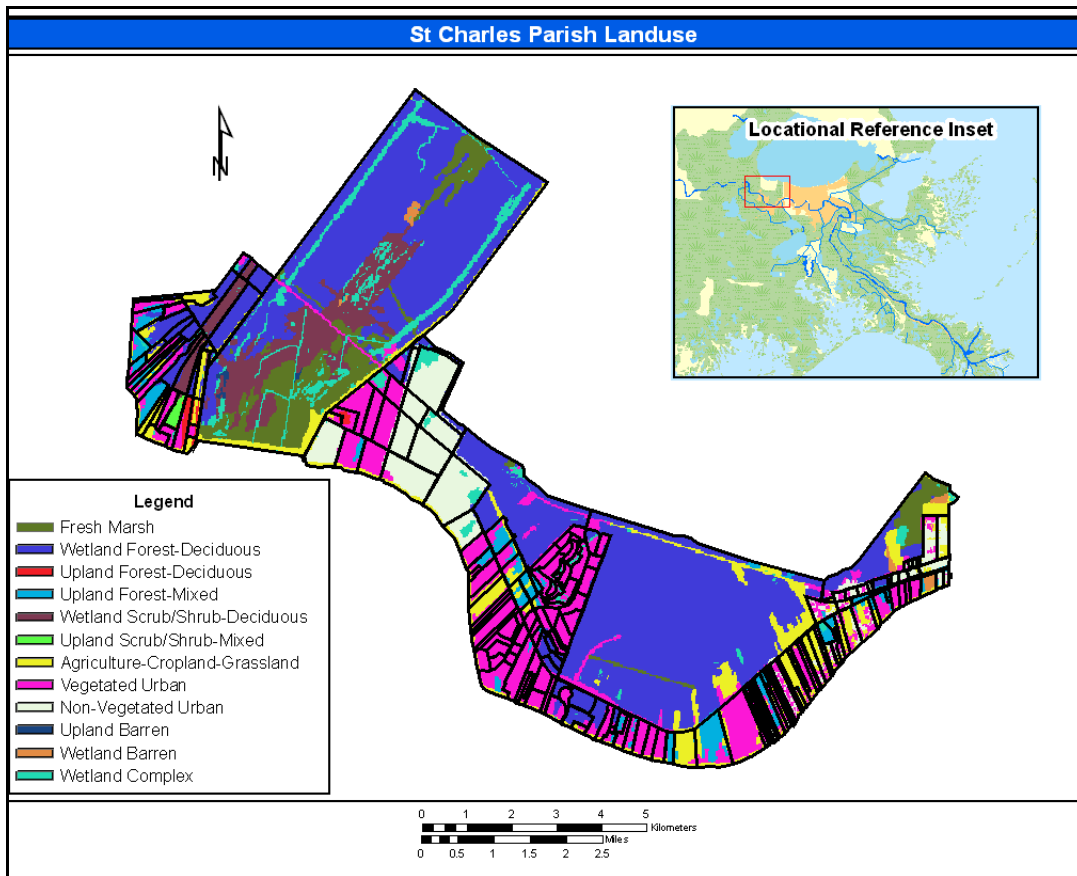 St Charles Parish Landuse
N
Locational Reference Inset
Legend
Fresh Marsh
Wetland Forest-Deciduous
Upland Forest-Deciduous
Upland Forest-Mixed
Wetland Scrub/Shrub-Deciduous
Upland Scrub/Shrub-Mixed
Agriculture-Cropland-Grassland
Vegetated Urban
Non-Vegetated Urban
Upland Barren
Wetland Barren
Wetland Complex
0 1 2 3 4 5
Kilometers
Miles
0 0.5 1 1.5 2 2.5